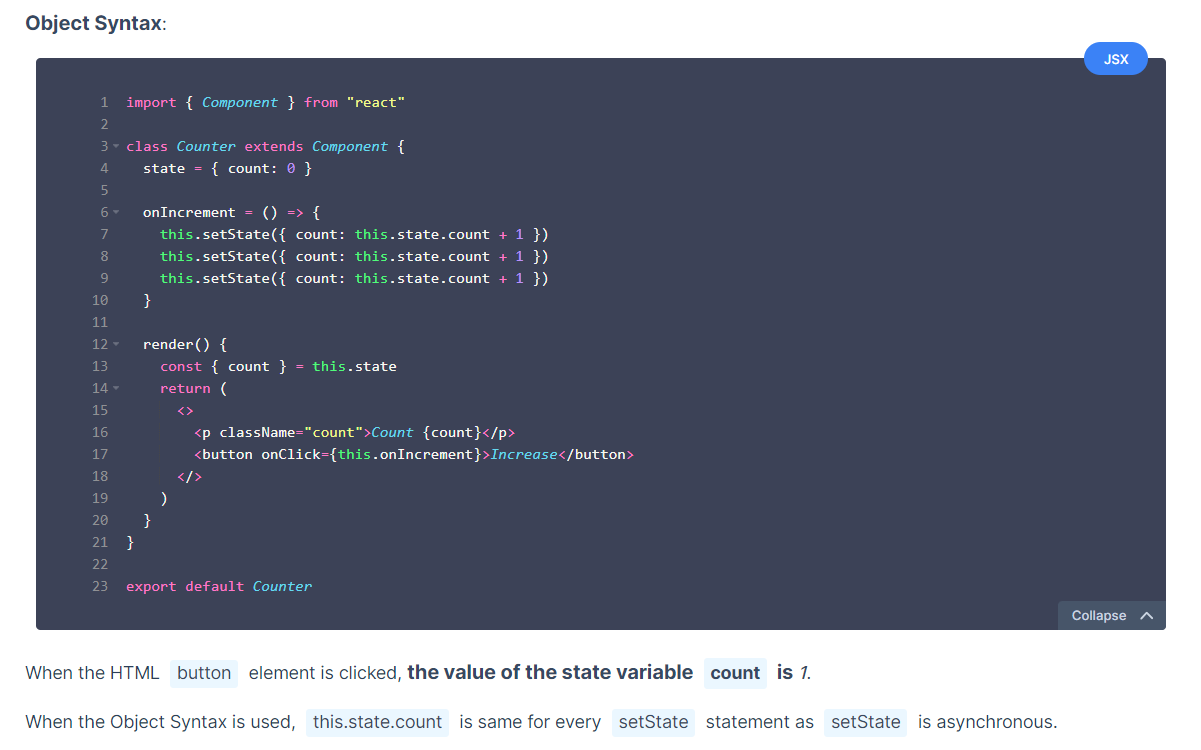 Object Syntax:
JSX
1 import { Component } from "react"
2
3 class Counter extends Component {
4   state = { count: 0 }
5
6   onIncrement = () => {
7     this.setState({ count: this.state.count + 1 })
8     this.setState({ count: this.state.count + 1 })
9     this.setState({ count: this.state.count + 1 })
10   }
11
12   render() {
13     const { count } = this.state
14     return (
15       <>
16         <p className="count">Count {count}</p>
17         <button onClick={this.onIncrement}>Increase</button>
18       </>
19     )
20   }
21 }
22
23 export default Counter
Collapse
When the HTML button element is clicked, the value of the state variable count is 1.
When the Object Syntax is used, this.state.count is same for every setState statement as setState is asynchronous.